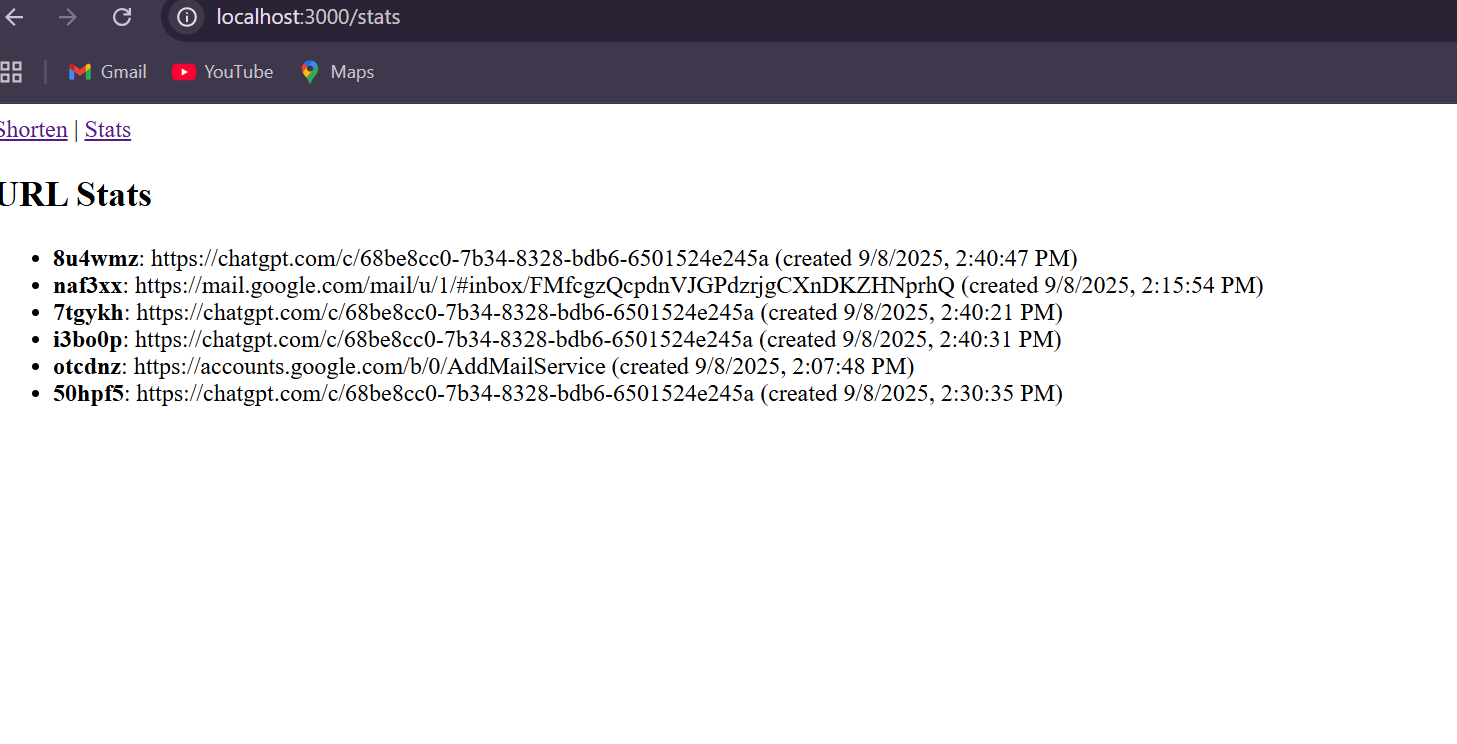 localhost:3000/stats
Gmail YouTube Maps
Shorten | Stats
URL Stats
• 8u4wmz: https://chatgpt.com/c/68be8cc0-7b34-8328-bdb6-6501524e245a (created 9/8/2025, 2:40:47 PM)
• naf3xx: https://mail.google.com/mail/u/1/#inbox/FMfcgzQcpdnVJGPdzrjgCXnDKZHNprhQ (created 9/8/2025, 2:15:54 PM)
• 7tgykh: https://chatgpt.com/c/68be8cc0-7b34-8328-bdb6-6501524e245a (created 9/8/2025, 2:40:21 PM)
• i3bo0p: https://chatgpt.com/c/68be8cc0-7b34-8328-bdb6-6501524e245a (created 9/8/2025, 2:40:31 PM)
• otcdnz: https://accounts.google.com/b/0/AddMailService (created 9/8/2025, 2:07:48 PM)
• 50hpf5: https://chatgpt.com/c/68be8cc0-7b34-8328-bdb6-6501524e245a (created 9/8/2025, 2:30:35 PM)